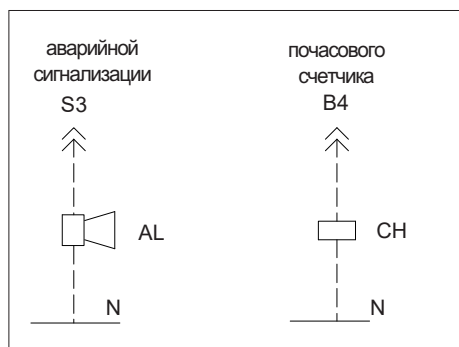 аварийной
сигнализации
S3
AL
N
почасового
счетчика
B4
CH
N